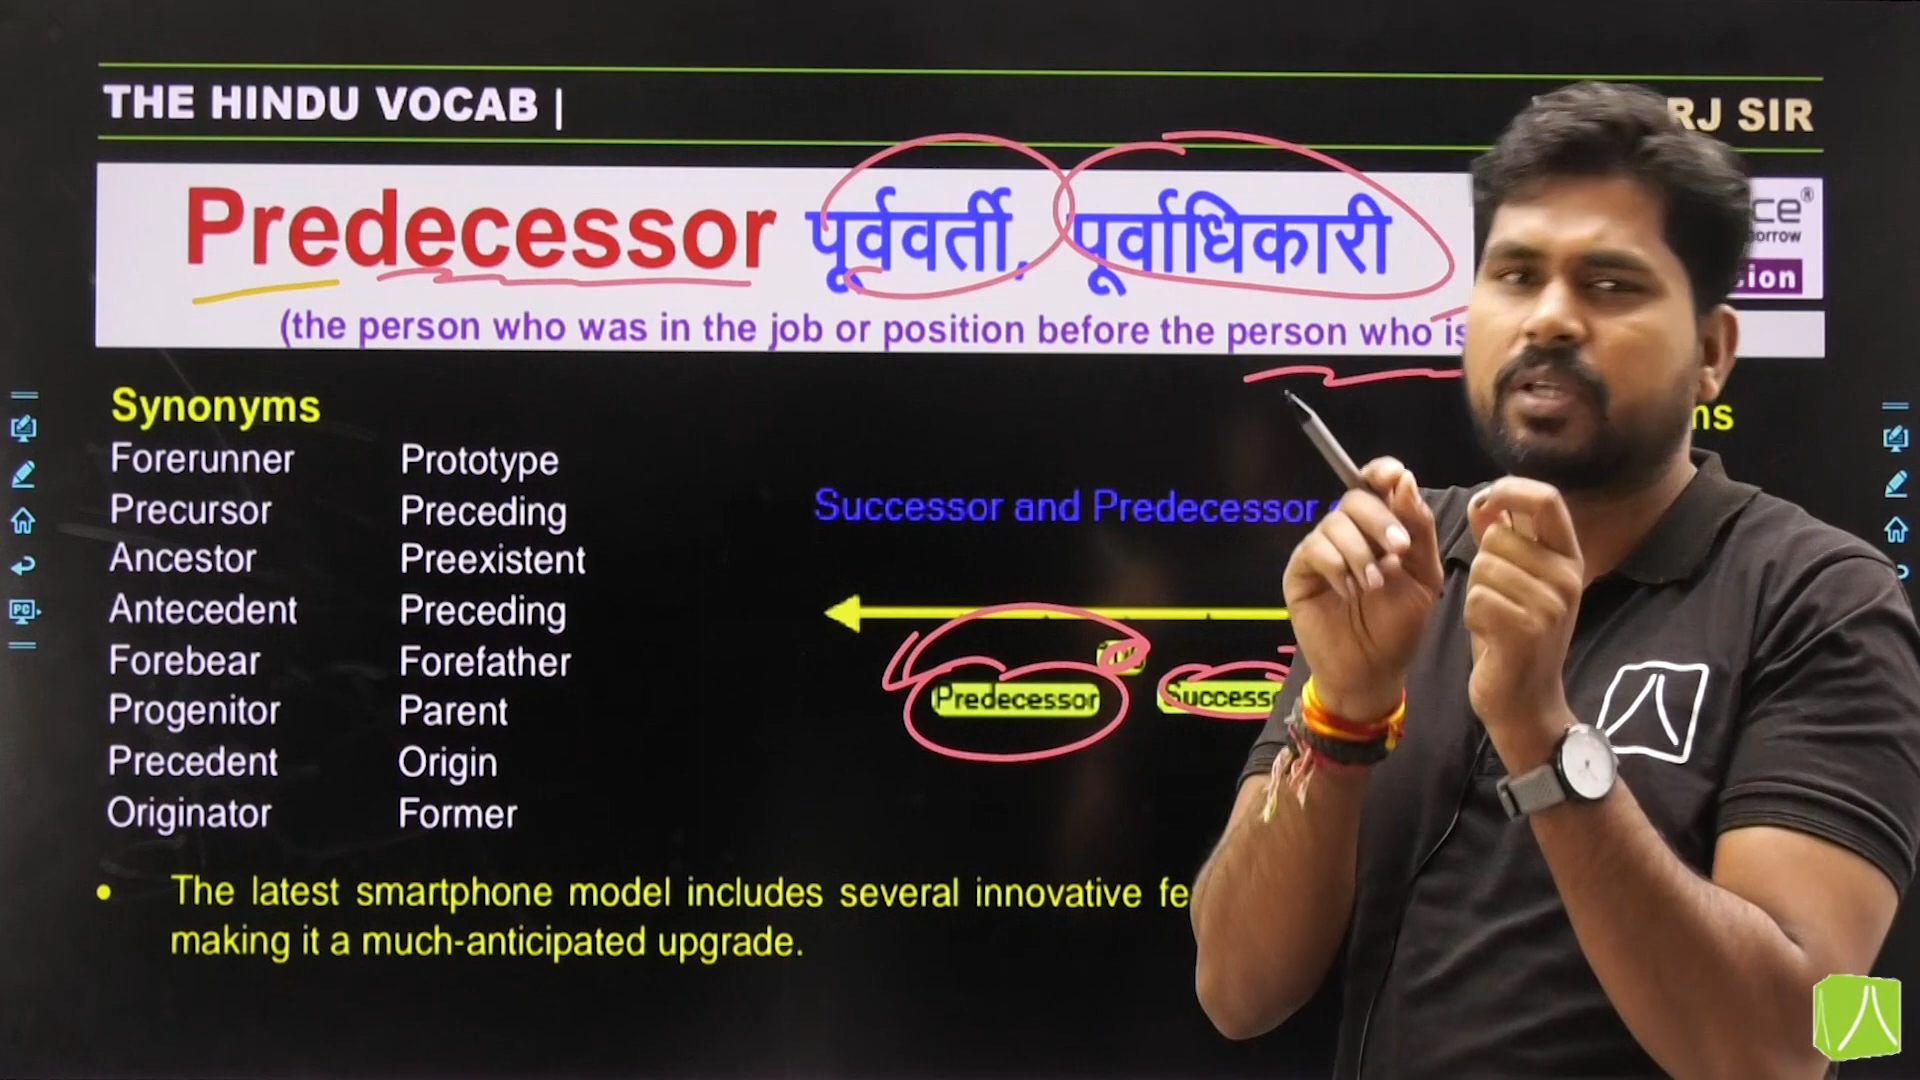 THE HINDU VOCAB |
RJ SIR
Predecessor पूर्ववर्ती, पूर्वाधिकारी
(the person who was in the job or position before the person who is
Synonyms
Forerunner Prototype
Precursor Preceding
Ancestor Preexistent
Antecedent Preceding
Forebear Forefather
Progenitor Parent
Precedent Origin
Originator Former
Successor and Predecessor
Predecessor
• The latest smartphone model includes several innovative
making it a much-anticipated upgrade.
PC